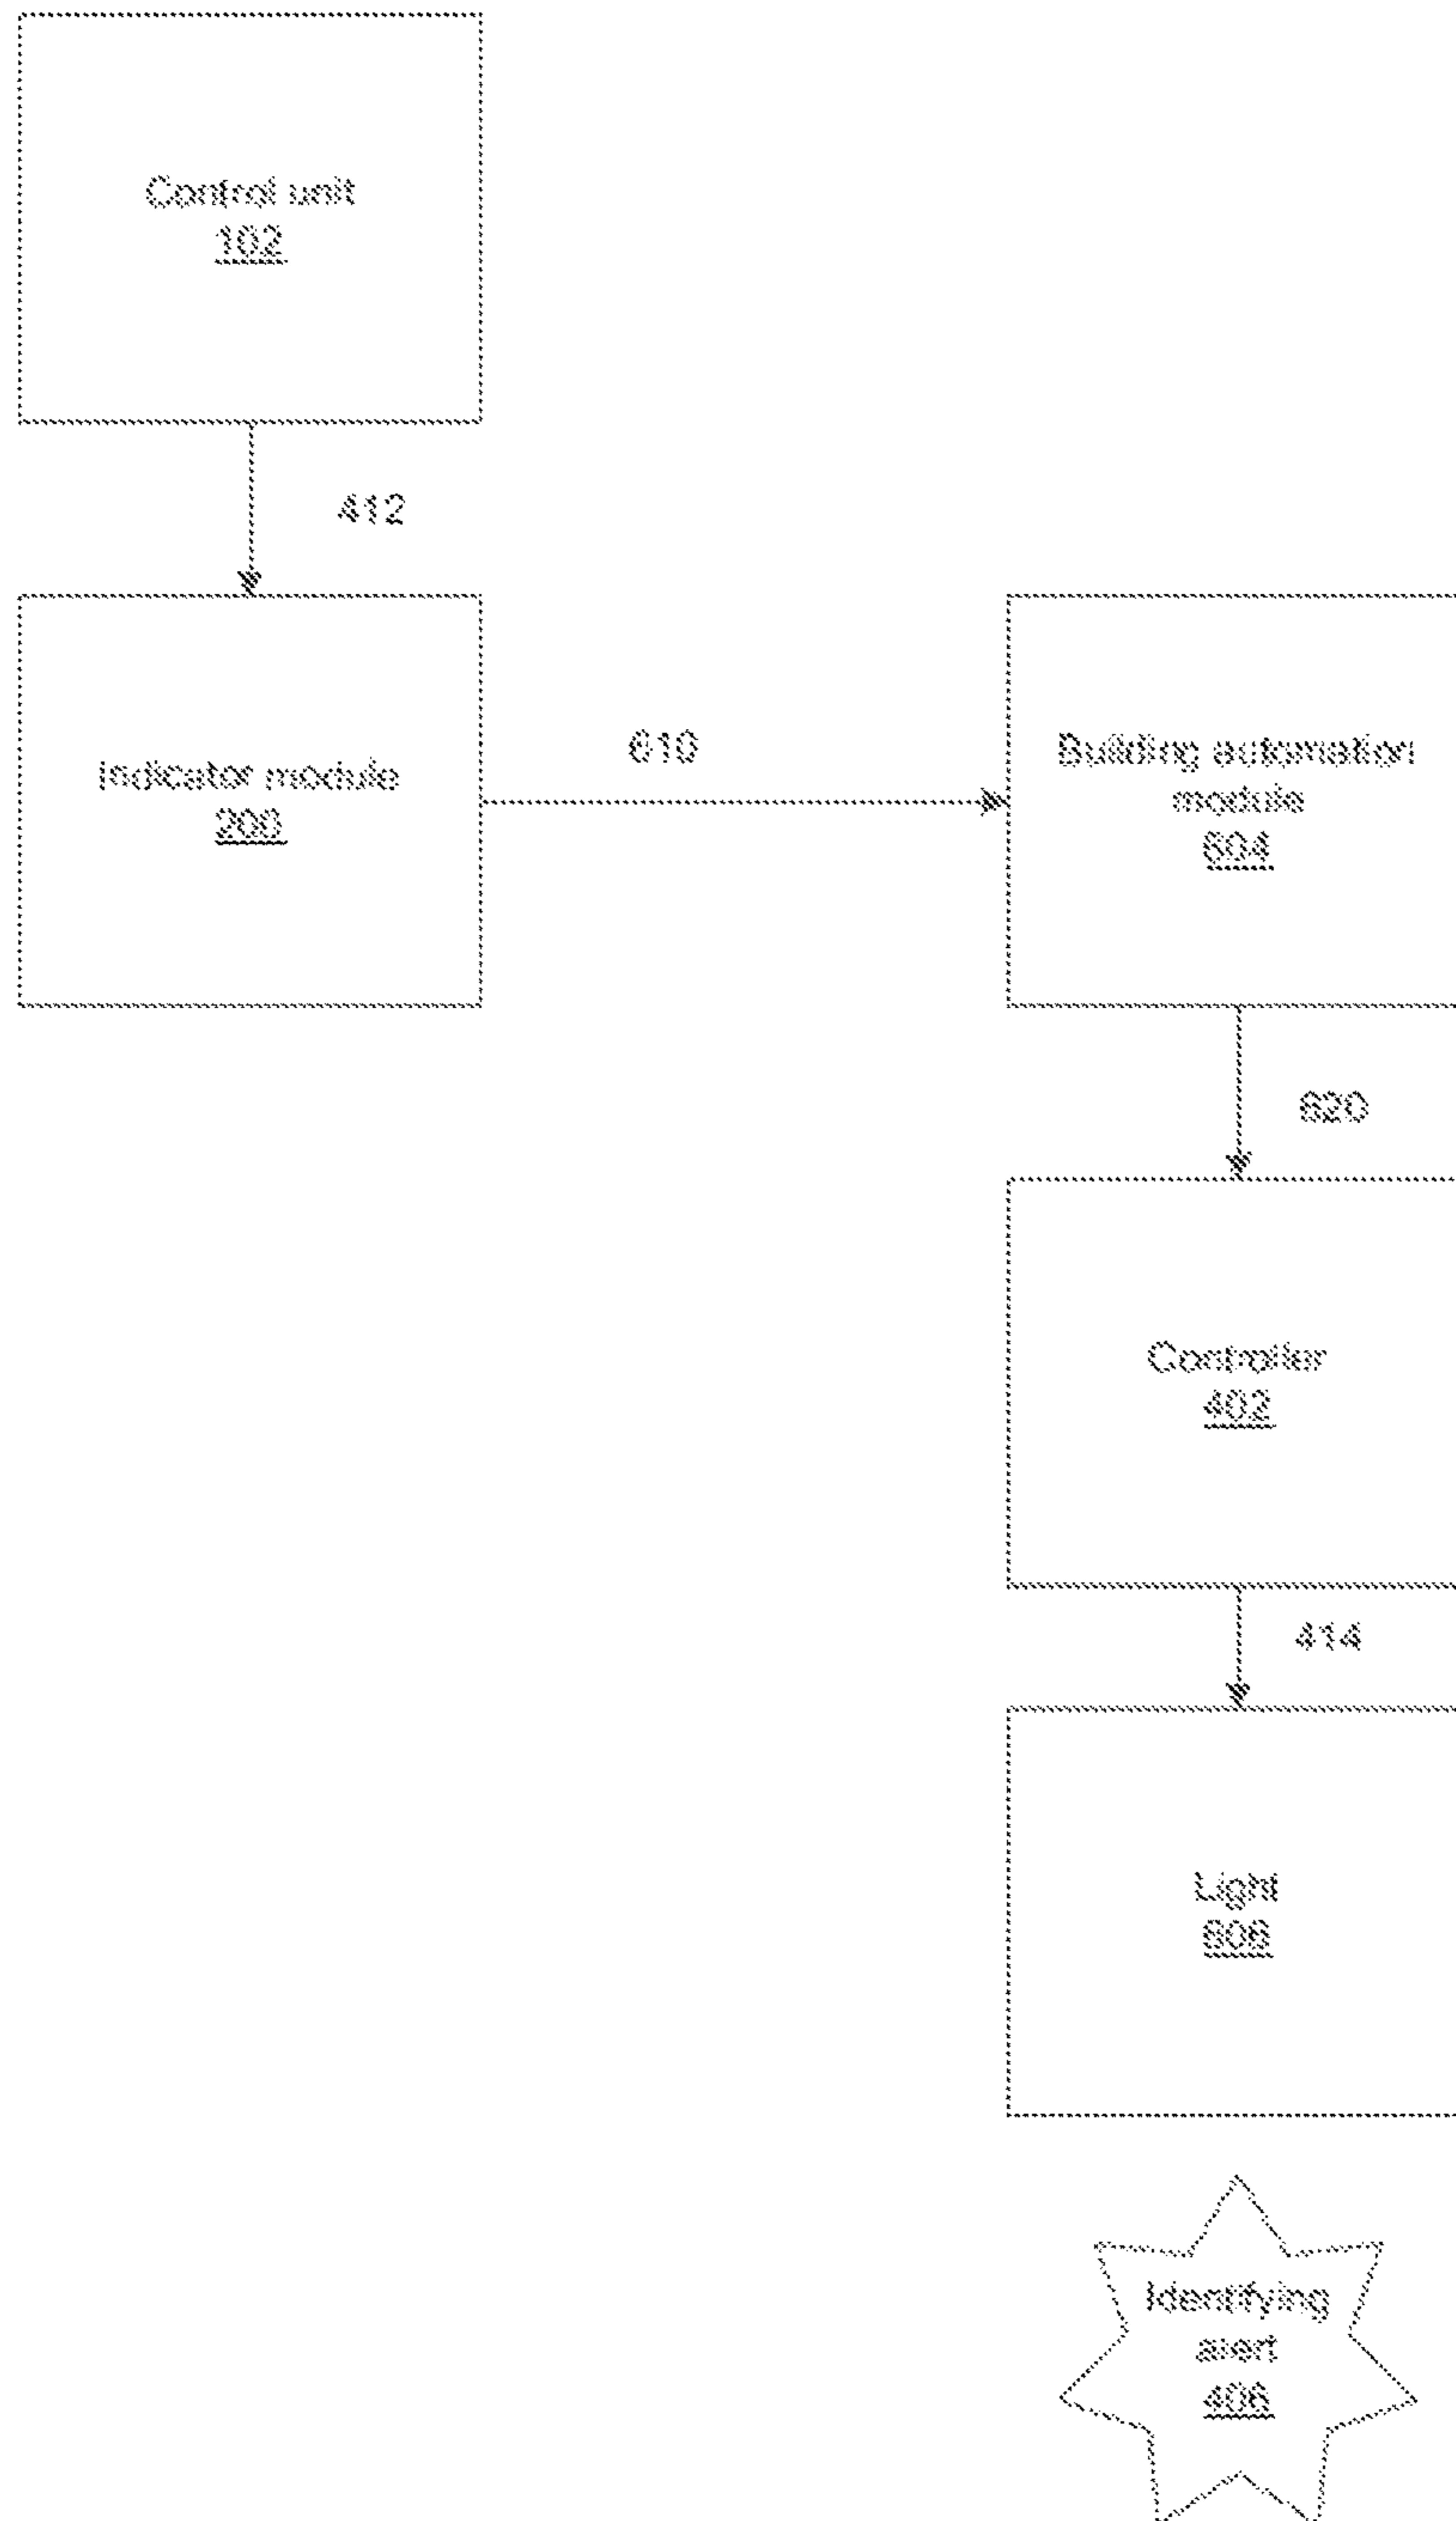 Control unit
102
412
Indicator module
200
610
Building automation
module
604
620
Controller
402
414
Light
606
Identifying
alert
406